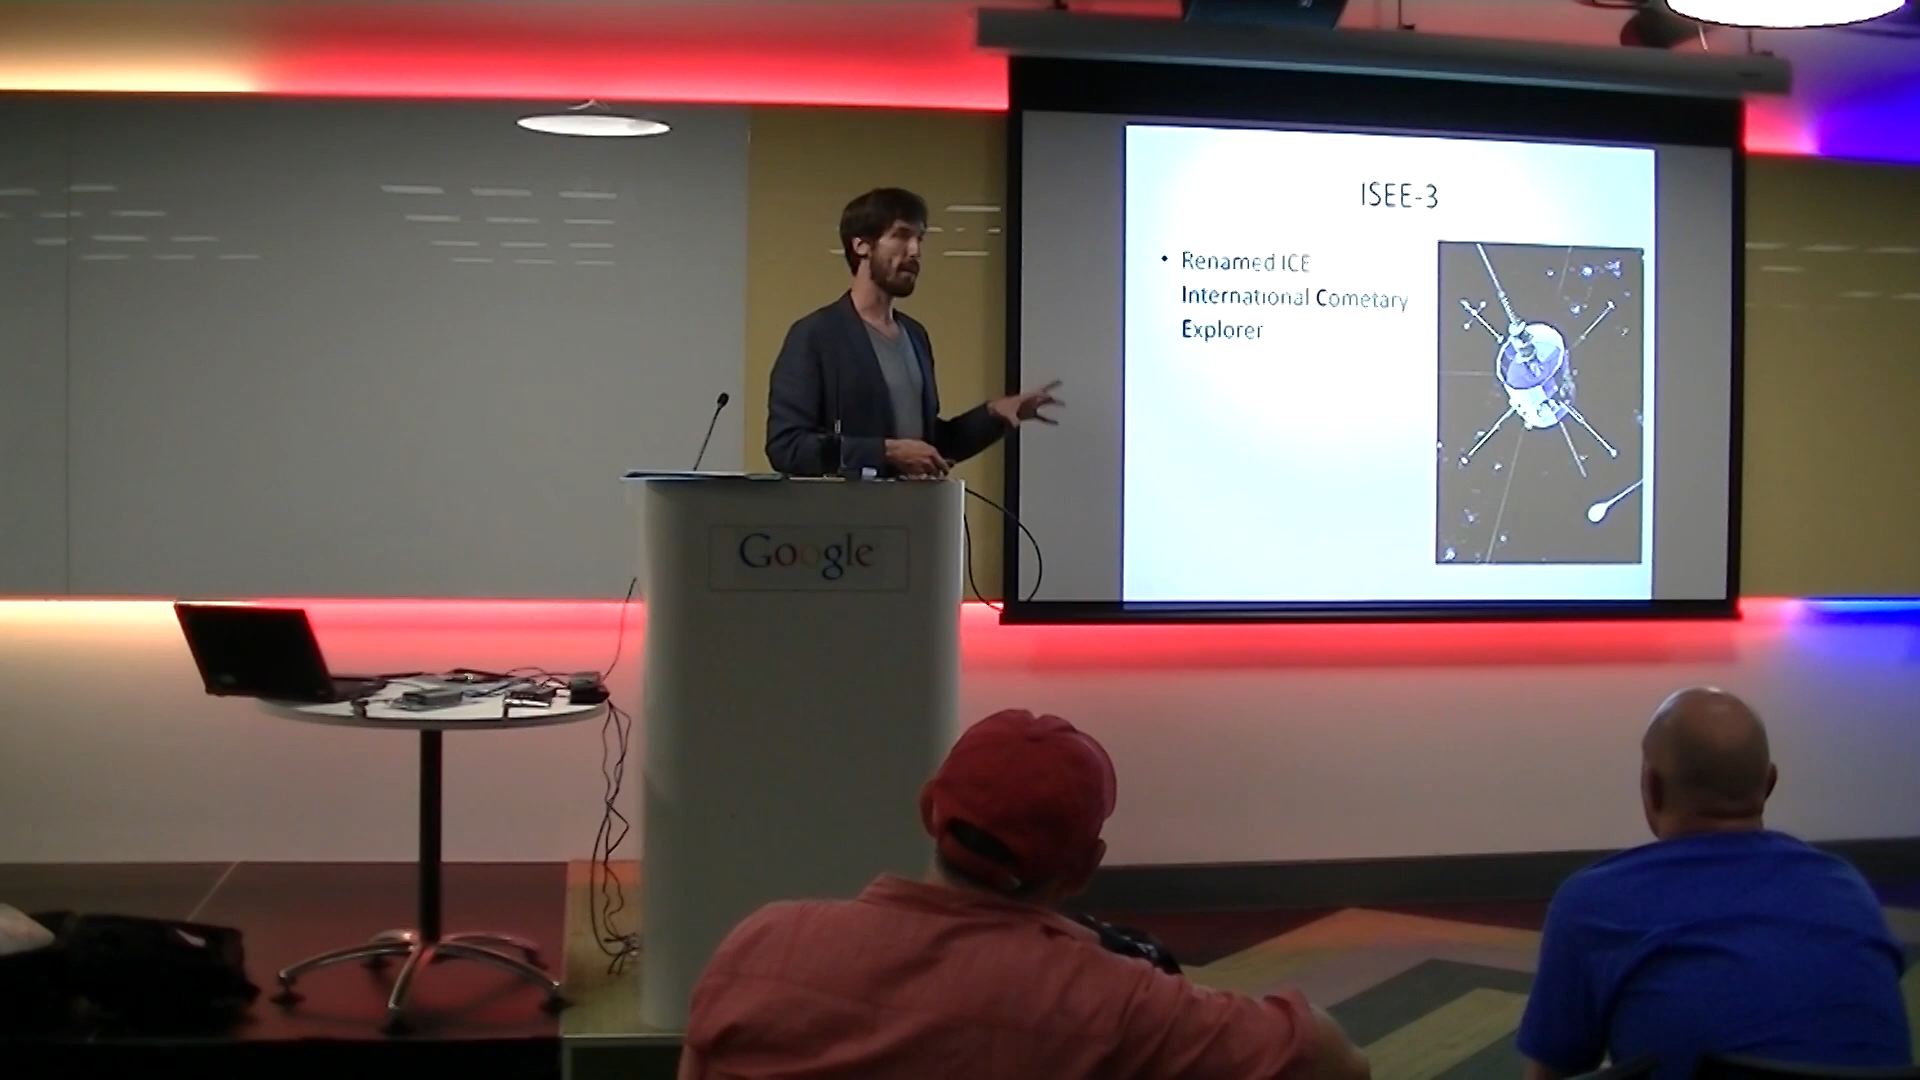 ISEE-3
• Renamed ICE
International Cometary
Explorer
Google